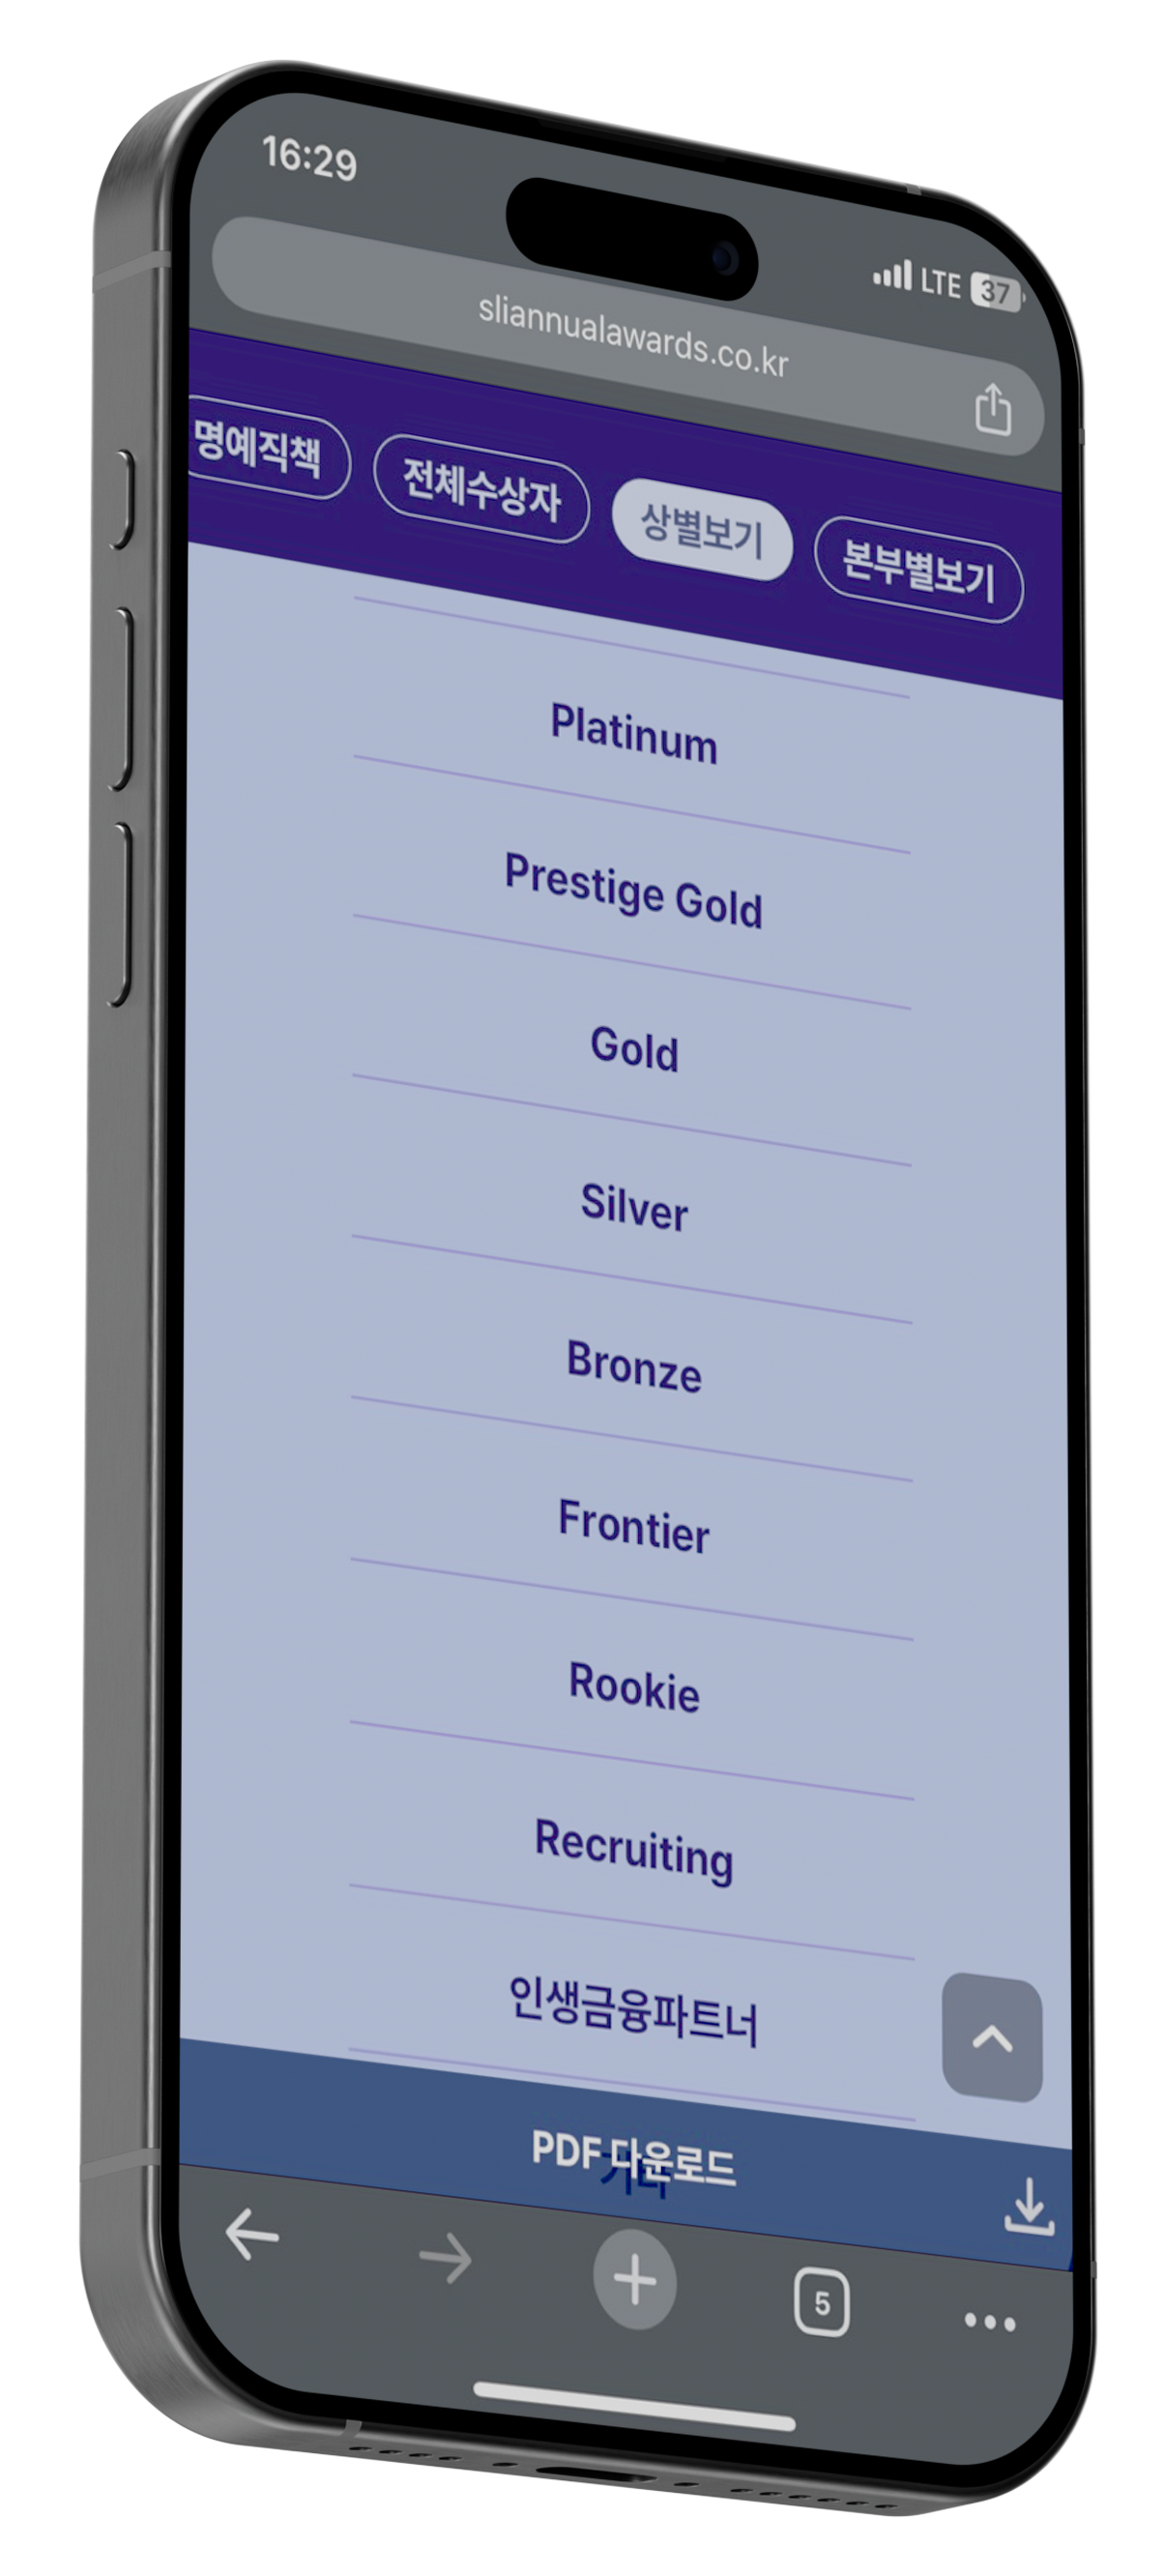 16:29
LTE 37
sliannualawards.co.kr
명예직책 전체수상자 상별보기 본부별보기
Platinum
Prestige Gold
Gold
Silver
Bronze
Frontier
Rookie
Recruiting
인생금융파트너
PDF 다운로드
기타
5